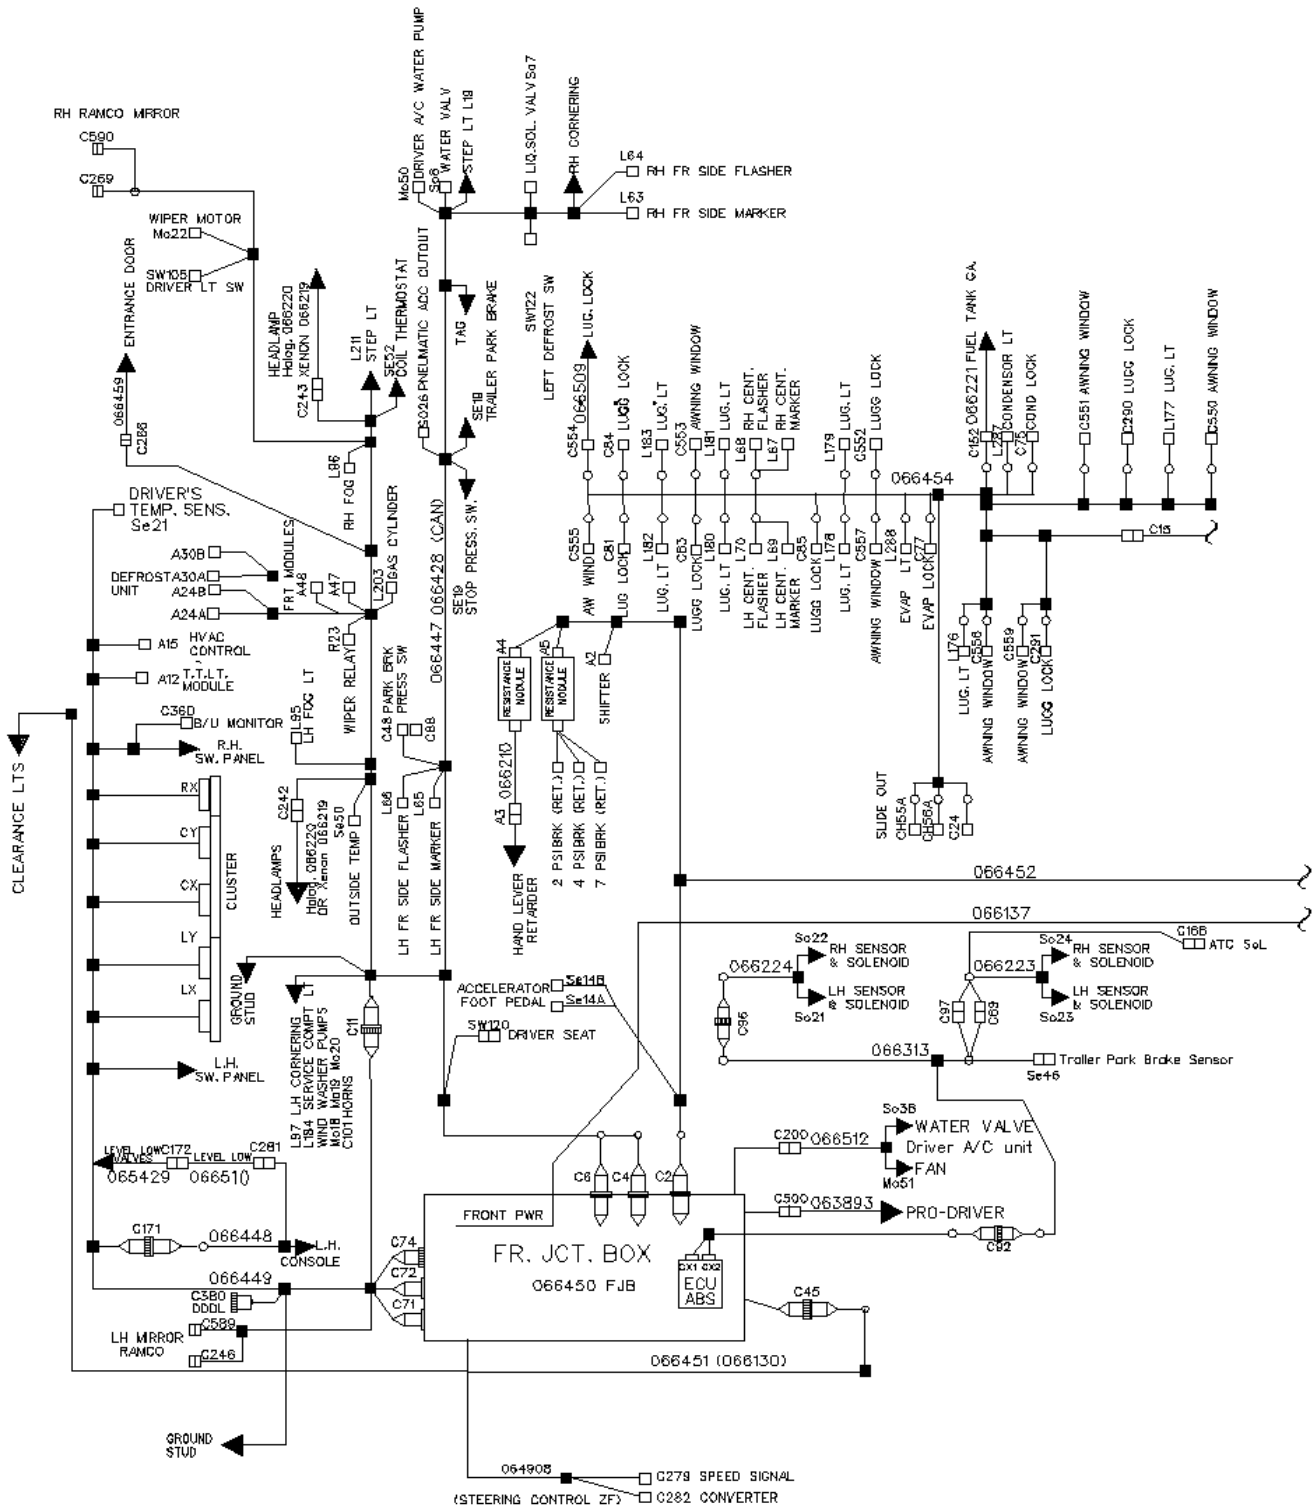 RH RAMCO MIRROR
C590
C269
WIPER MOTOR
Mo22
SW105
DRIVER LT SW
ENTRANCE DOOR
066459
C286
HEADLAMP
Halog. 066220
XENON 066219
C243
L211
STEP LT
SE52
COIL THERMOSTAT
Mo50
DRIVER A/C WATER PUMP
So6
WATER VALV
STEP LT L19
LIQ.SOL. VALV So7
RH CORNERING
L64
RH FR SIDE FLASHER
L63
RH FR SIDE MARKER
SW122
LEFT DEFROST SW
TAG
SO26 PNEUMATIC ACC CUTOUT
SE18
TRAILER PARK BRAKE
SE19
STOP PRESS. SW.
066447 066428 (CAN)
L96
RH FOG
DRIVER'S
TEMP. SENS.
Se21
A30B
DEFROST A30A
UNIT
A24B
A24A
FRT MODULES
A46
A47
L203
GAS CYLINDER
R23
WIPER RELAY
A15
HVAC
CONTROL
A12
T.T.L.T.
MODULE
C360
B/U MONITOR
R.H.
SW. PANEL
CLEARANCE LTS
RX
CY
CX
LY
LX
CLUSTER
L.H.
SW. PANEL
L95
LH FOG LT
C242
HEADLAMPS
Halog. 066220
OR Xenon 066219
Se50
OUTSIDE TEMP
C48 PARK BRK
PRESS SW
C88
L66
LH FR SIDE FLASHER
L65
LH FR SIDE MARKER
GROUND
STUD
L97 L.H CORNERING
L184 SERVICE COMPT LT
WIND WASHER PUMPS
Mo18 Mo19 Mo20
C101 HORNS
C11
LUG. LOCK
066509
C554
C84
LUGG LOCK
L183
LUG. LT
C553
AWNING WINDOW
L181
LUG. LT
L68
RH CENT.
FLASHER
L67
RH CENT.
MARKER
L179
LUG. LT
C552
LUGG LOCK
066454
C555
AW WIND
C81
LUG LOCK
L182
LUG. LT
C63
LUGG LOCK
L180
LUG. LT
L70
LH CENT.
FLASHER
L69
LH CENT.
MARKER
C85
LUGG LOCK
L178
LUG. LT
C557
AWNING WINDOW
L288
EVAP LT
C77
EVAP LOCK
C152
066221 FUEL TANK GA.
L287
CONDENSOR LT
C75
COND LOCK
C551 AWNING WINDOW
C290 LUGG LOCK
L177 LUG. LT
C550 AWNING WINDOW
C15
L176
LUG. LT
C558
AWNING WINDOW
C559
AWNING WINDOW
C291
LUGG LOCK
SLIDE OUT
CH55A
CH56A
C24
A4
RESISTANCE
MODULE
A5
RESISTANCE
MODULE
A2
SHIFTER
066210
A3
HAND LEVER
RETARDER
2 PSI BRK (RET.)
4 PSI BRK (RET.)
7 PSI BRK (RET.)
066452
066137
ACCELERATOR
FOOT PEDAL
Se14B
Se14A
SW120
DRIVER SEAT
So22
RH SENSOR
& SOLENOID
066224
LH SENSOR
& SOLENOID
So21
C96
C166
ATC SoL
So24
RH SENSOR
& SOLENOID
066223
LH SENSOR
& SOLENOID
So23
C97
C69
066313
Trailer Park Brake Sensor
Se46
LEVEL LOW
VALVES
C172
LEVEL LOW
C281
065429
066510
C171
066448
L.H.
CONSOLE
066449
C380
DDDL
C589
LH MIRROR
RAMCO
C246
GROUND
STUD
C74
C72
C71
C6
C4
C2
FRONT PWR
FR. JCT. BOX
066450 FJB
CX1 CX2
ECU
ABS
C200
066512
So38
WATER VALVE
Driver A/C unit
FAN
Mo51
C500
063893
PRO-DRIVER
C92
C45
066451 (066130)
064908
(STEERING CONTROL ZF)
C279 SPEED SIGNAL
C282 CONVERTER